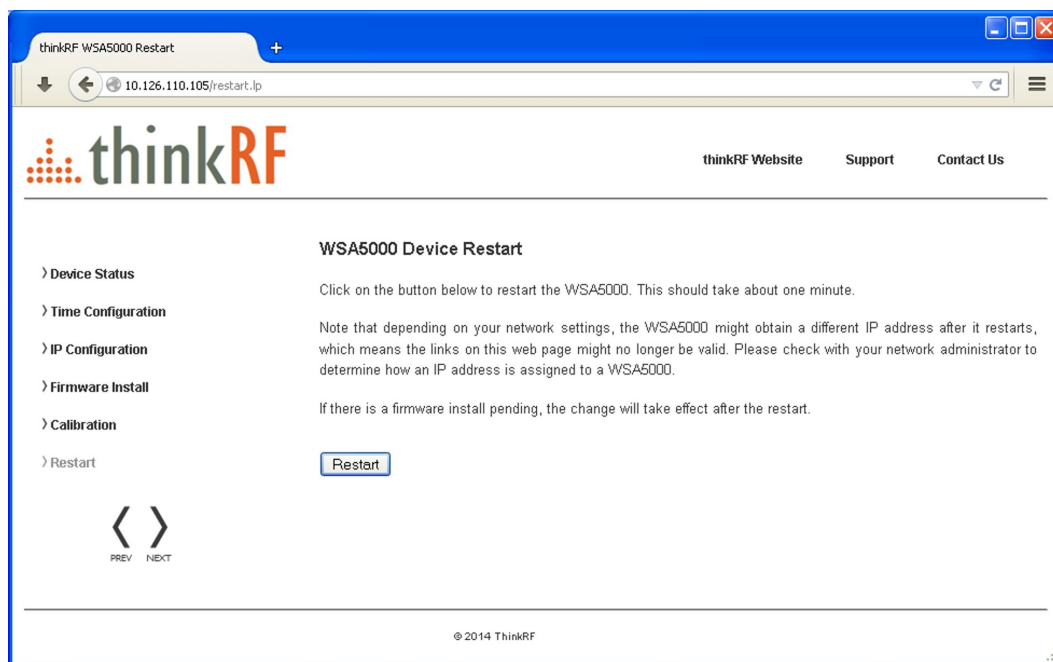 thinkRF WSA5000 Restart
10.126.110.105/restart.lp
thinkRF
thinkRF Website Support Contact Us
WSA5000 Device Restart
Click on the button below to restart the WSA5000. This should take about one minute.
Note that depending on your network settings, the WSA5000 might obtain a different IP address after it restarts,
which means the links on this web page might no longer be valid. Please check with your network administrator to
determine how an IP address is assigned to a WSA5000.
If there is a firmware install pending, the change will take effect after the restart.
Restart
Device Status
Time Configuration
IP Configuration
Firmware Install
Calibration
Restart
PREV NEXT
© 2014 ThinkRF